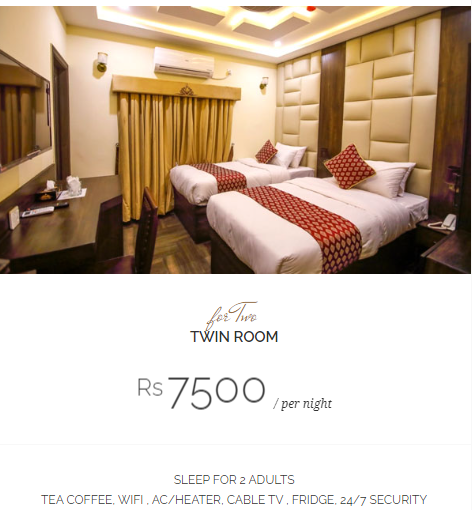 for Two
TWIN ROOM
Rs 7500 / per night
SLEEP FOR 2 ADULTS
TEA COFFEE, WIFI , AC/HEATER, CABLE TV , FRIDGE, 24/7 SECURITY